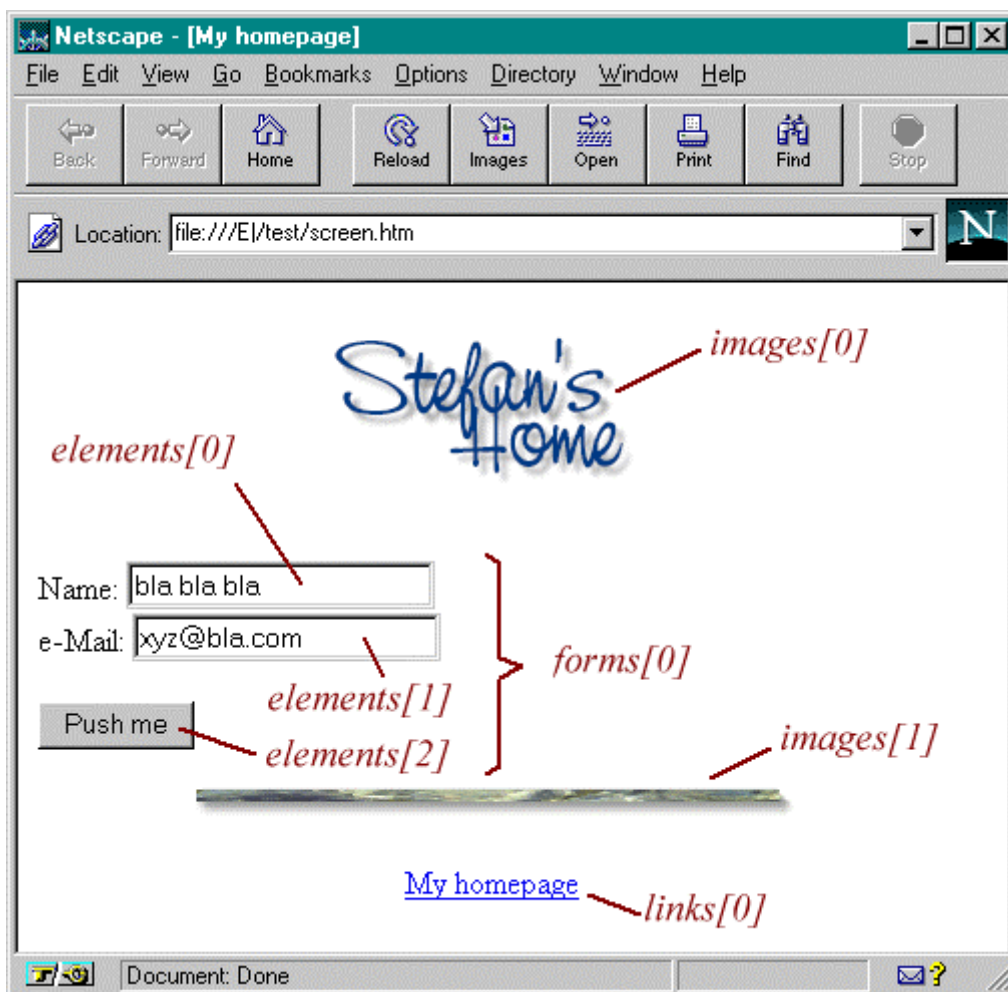 Netscape - [My homepage]
File Edit View Go Bookmarks Options Directory Window Help
Back Forward Home Reload Images Open Print Find Stop
Location: file:///E|/test/screen.htm
N
images[0]
Stefan's
Home
elements[0]
Name: bla bla bla
e-Mail: xyz@bla.com
forms[0]
elements[1]
Push me
elements[2]
images[1]
My homepage
links[0]
Document: Done
?